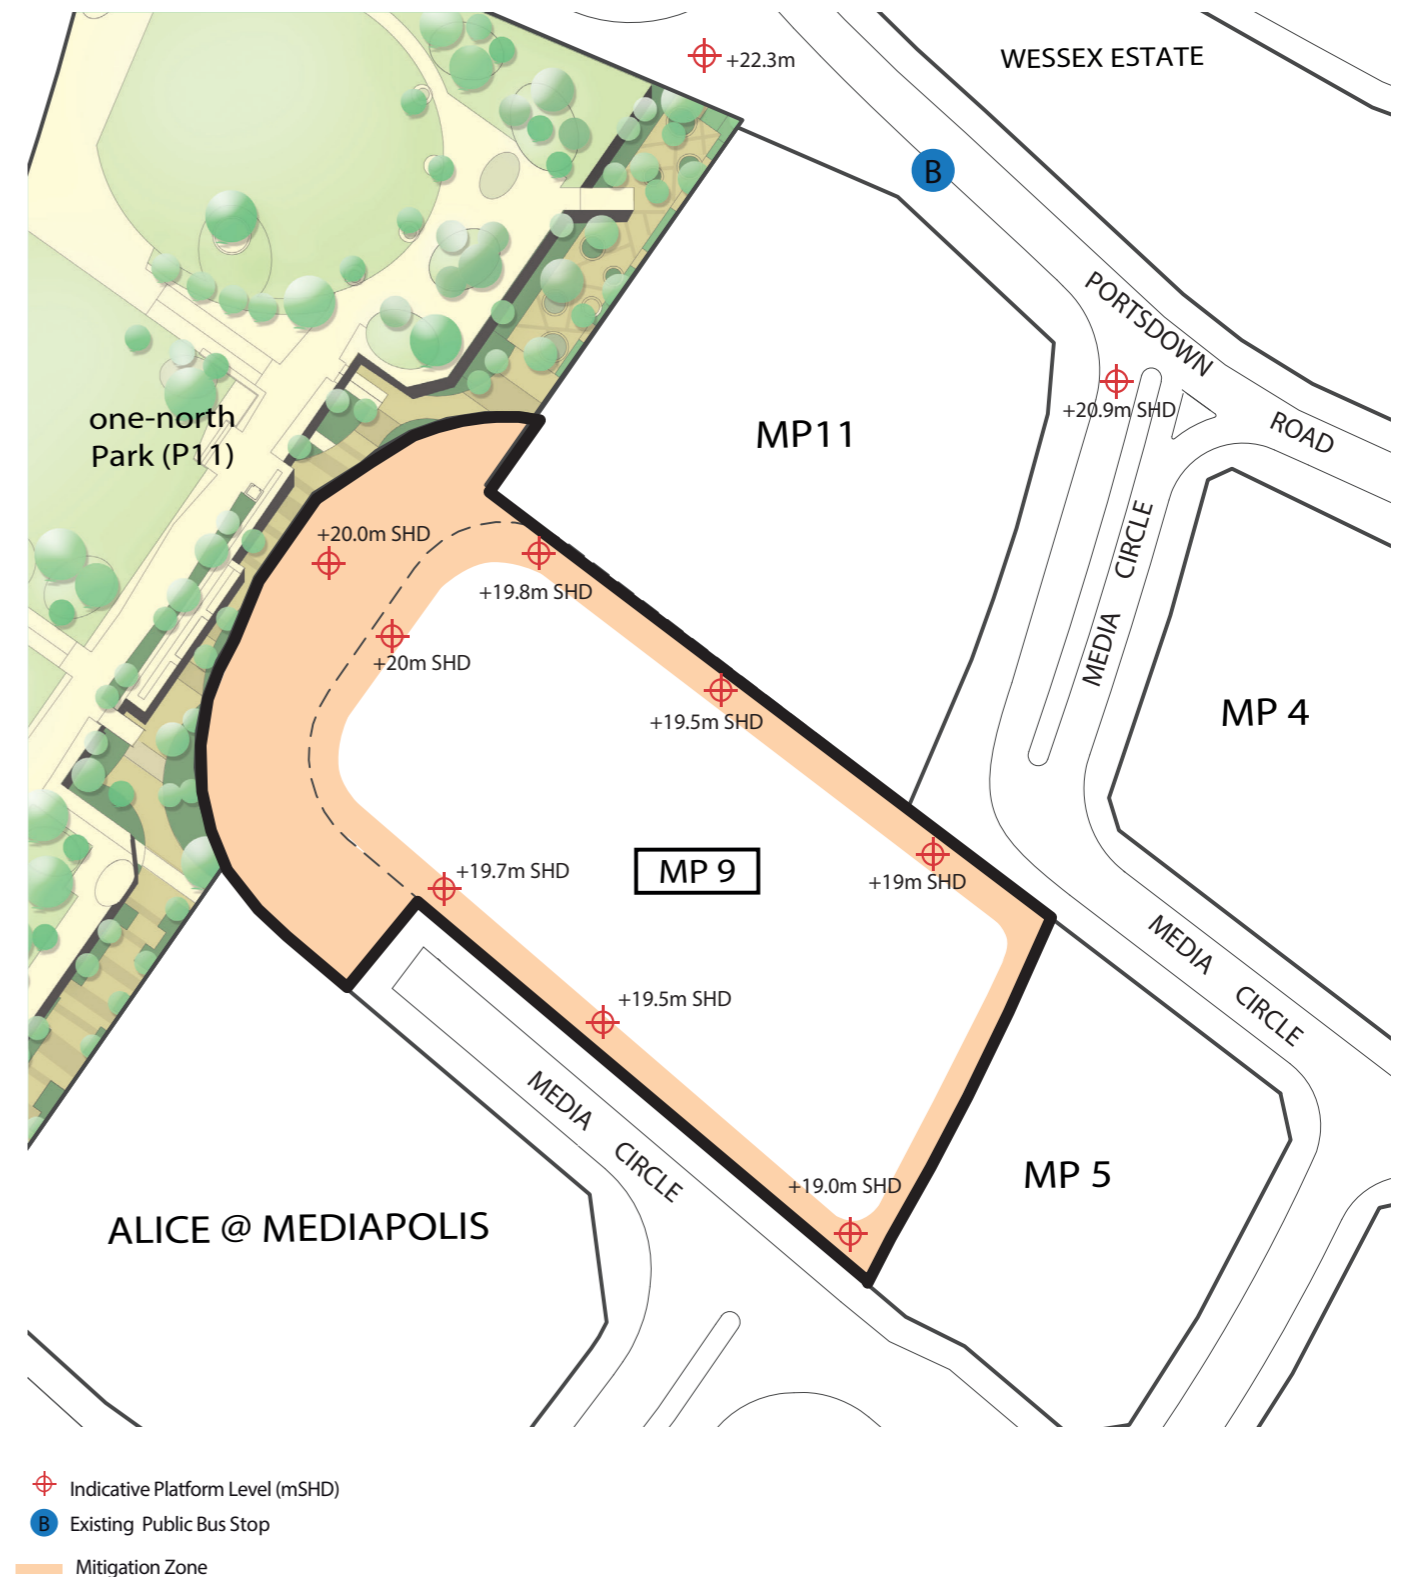 WESSEX ESTATE
+22.3m
B
PORTSDOWN
ROAD
+20.9m SHD
one-north
Park (P11)
MP11
MEDIA CIRCLE
+20.0m SHD
+19.8m SHD
+20m SHD
+19.5m SHD
MP 4
+19.7m SHD
MP 9
+19m SHD
MEDIA CIRCLE
+19.5m SHD
MEDIA CIRCLE
+19.0m SHD
MP 5
ALICE @ MEDIAPOLIS
Indicative Platform Level (mSHD)
B Existing Public Bus Stop
Mitigation Zone